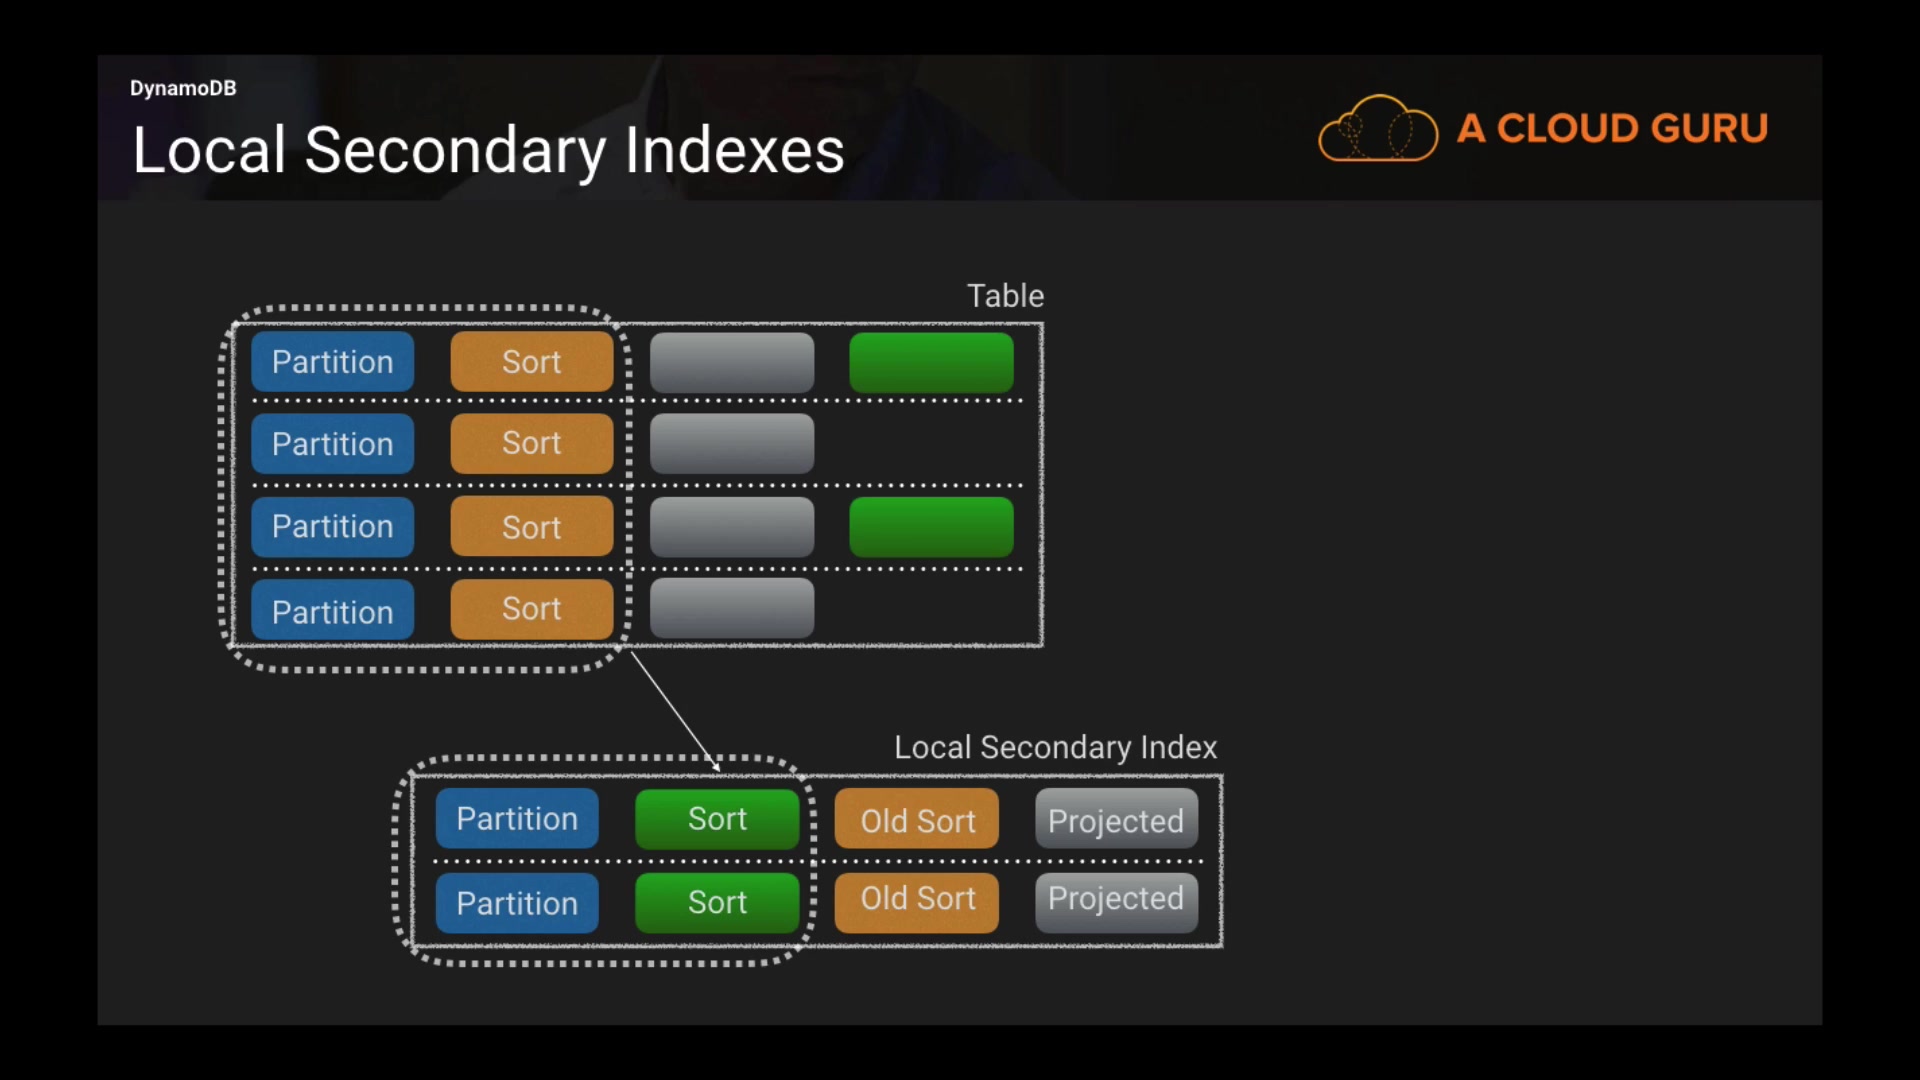 DynamoDB
Local Secondary Indexes
A CLOUD GURU
Table
Partition Sort
Partition Sort
Partition Sort
Partition Sort
Local Secondary Index
Partition Sort Old Sort Projected
Partition Sort Old Sort Projected